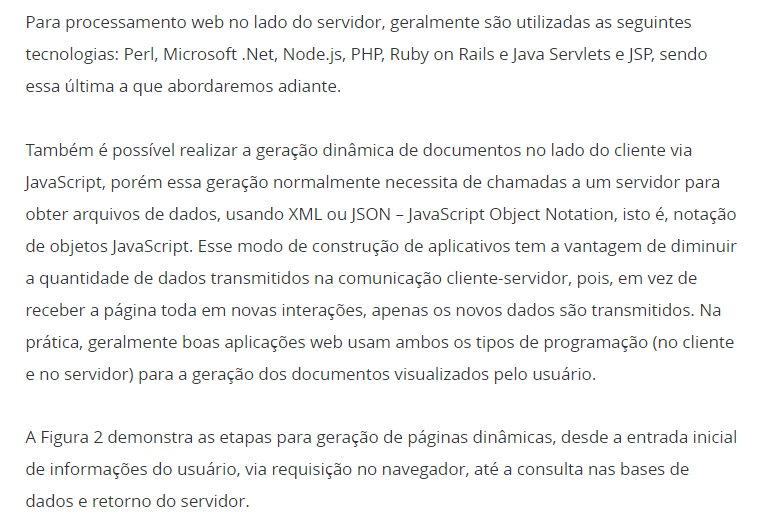 Para processamento web no lado do servidor, geralmente são utilizadas as seguintes
tecnologias: Perl, Microsoft .Net, Node.js, PHP, Ruby on Rails e Java Servlets e JSP, sendo
essa última a que abordaremos adiante.
Também é possível realizar a geração dinâmica de documentos no lado do cliente via
JavaScript, porém essa geração normalmente necessita de chamadas a um servidor para
obter arquivos de dados, usando XML ou JSON – JavaScript Object Notation, isto é, notação
de objetos JavaScript. Esse modo de construção de aplicativos tem a vantagem de diminuir
a quantidade de dados transmitidos na comunicação cliente-servidor, pois, em vez de
receber a página toda em novas interações, apenas os novos dados são transmitidos. Na
prática, geralmente boas aplicações web usam ambos os tipos de programação (no cliente
e no servidor) para a geração dos documentos visualizados pelo usuário.
A Figura 2 demonstra as etapas para geração de páginas dinâmicas, desde a entrada inicial
de informações do usuário, via requisição no navegador, até a consulta nas bases de
dados e retorno do servidor.